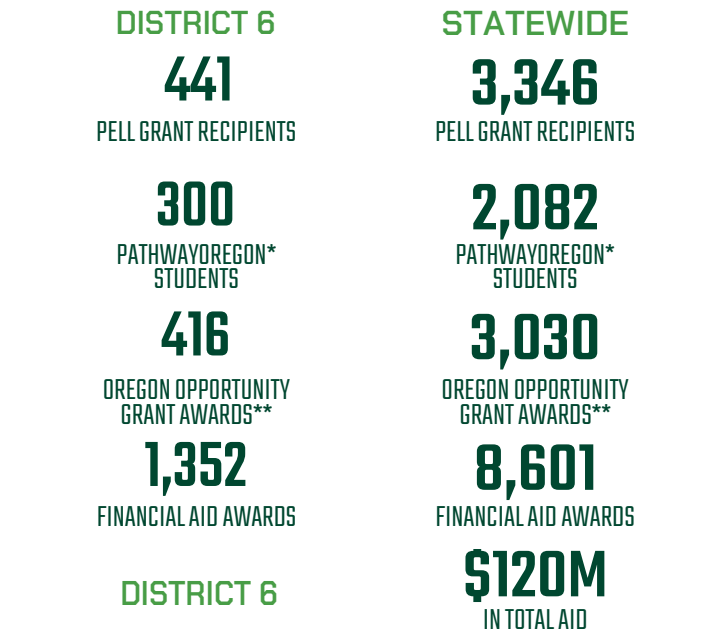 DISTRICT 6
441
PELL GRANT RECIPIENTS
300
PATHWAYOREGON*
STUDENTS
416
OREGON OPPORTUNITY
GRANT AWARDS**
1,352
FINANCIAL AID AWARDS
DISTRICT 6
STATEWIDE
3,346
PELL GRANT RECIPIENTS
2,082
PATHWAYOREGON*
STUDENTS
3,030
OREGON OPPORTUNITY
GRANT AWARDS**
8,601
FINANCIAL AID AWARDS
$120M
IN TOTAL AID